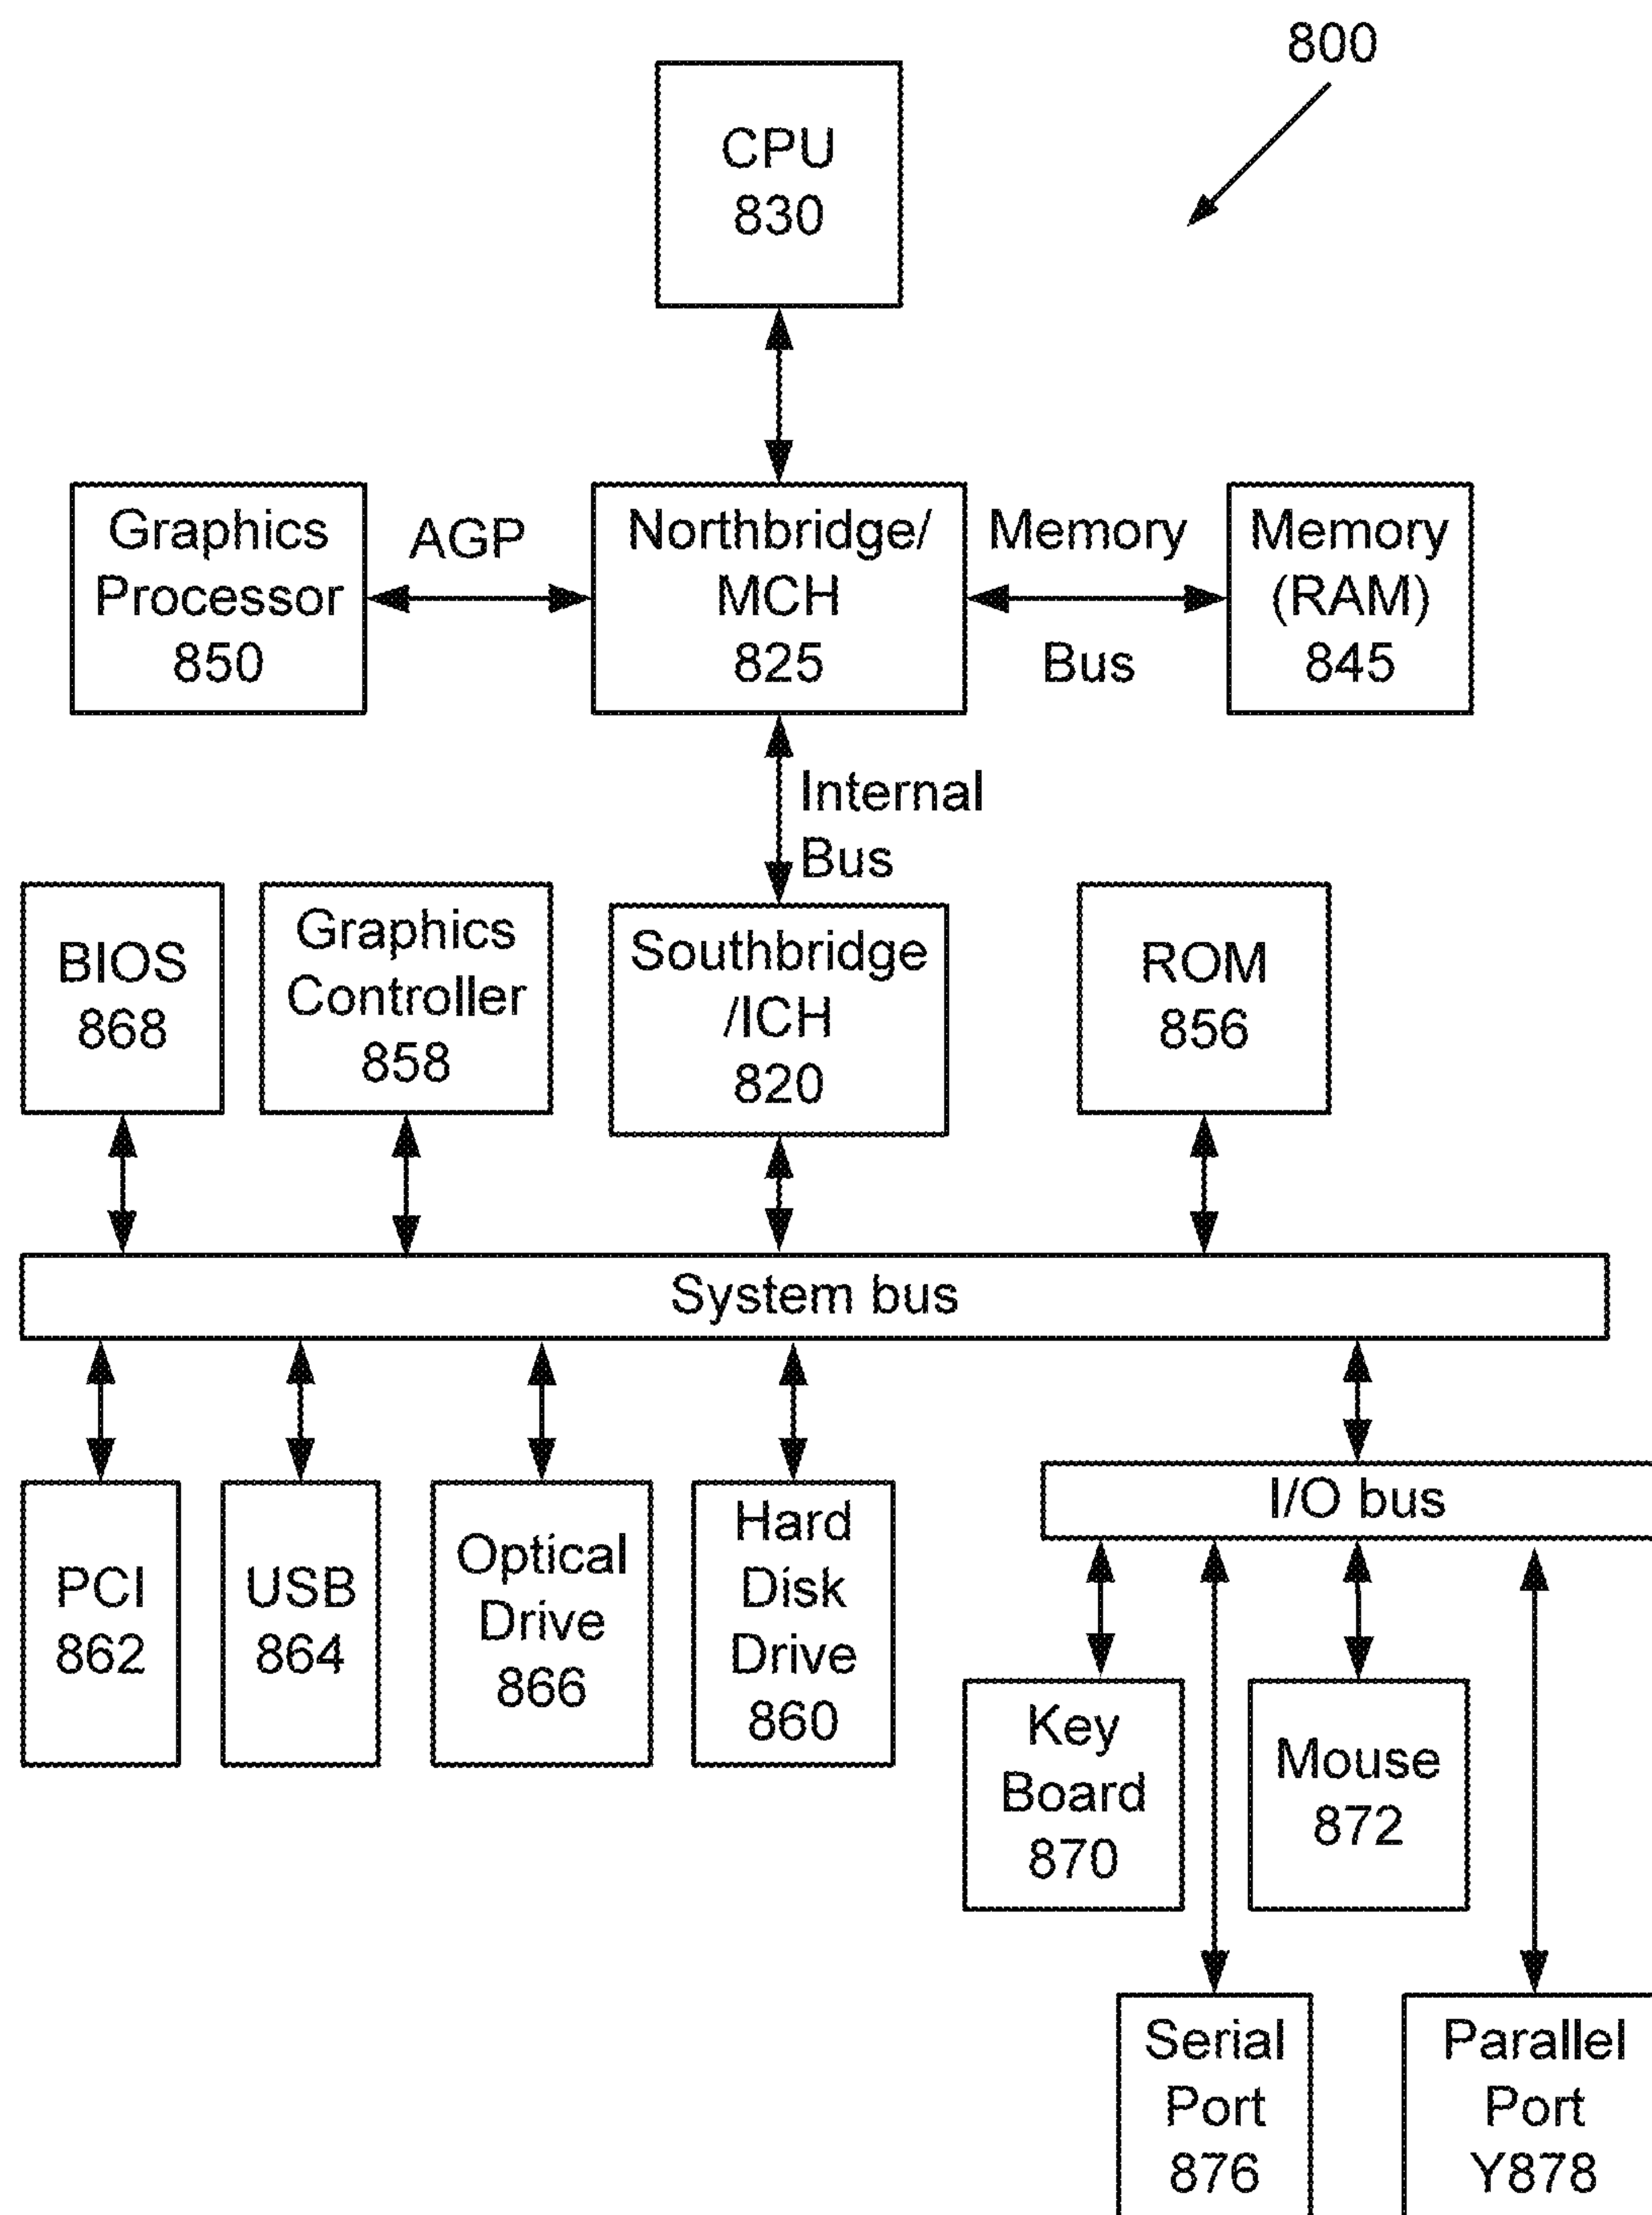 800
CPU
830
Graphics
Processor
850
AGP
Northbridge/
MCH
825
Memory
Bus
Memory
(RAM)
845
Internal
Bus
BIOS
868
Graphics
Controller
858
Southbridge
/ICH
820
ROM
856
System bus
PCI
862
USB
864
Optical
Drive
866
Hard
Disk
Drive
860
I/O bus
Key
Board
870
Mouse
872
Serial
Port
876
Parallel
Port
Y878